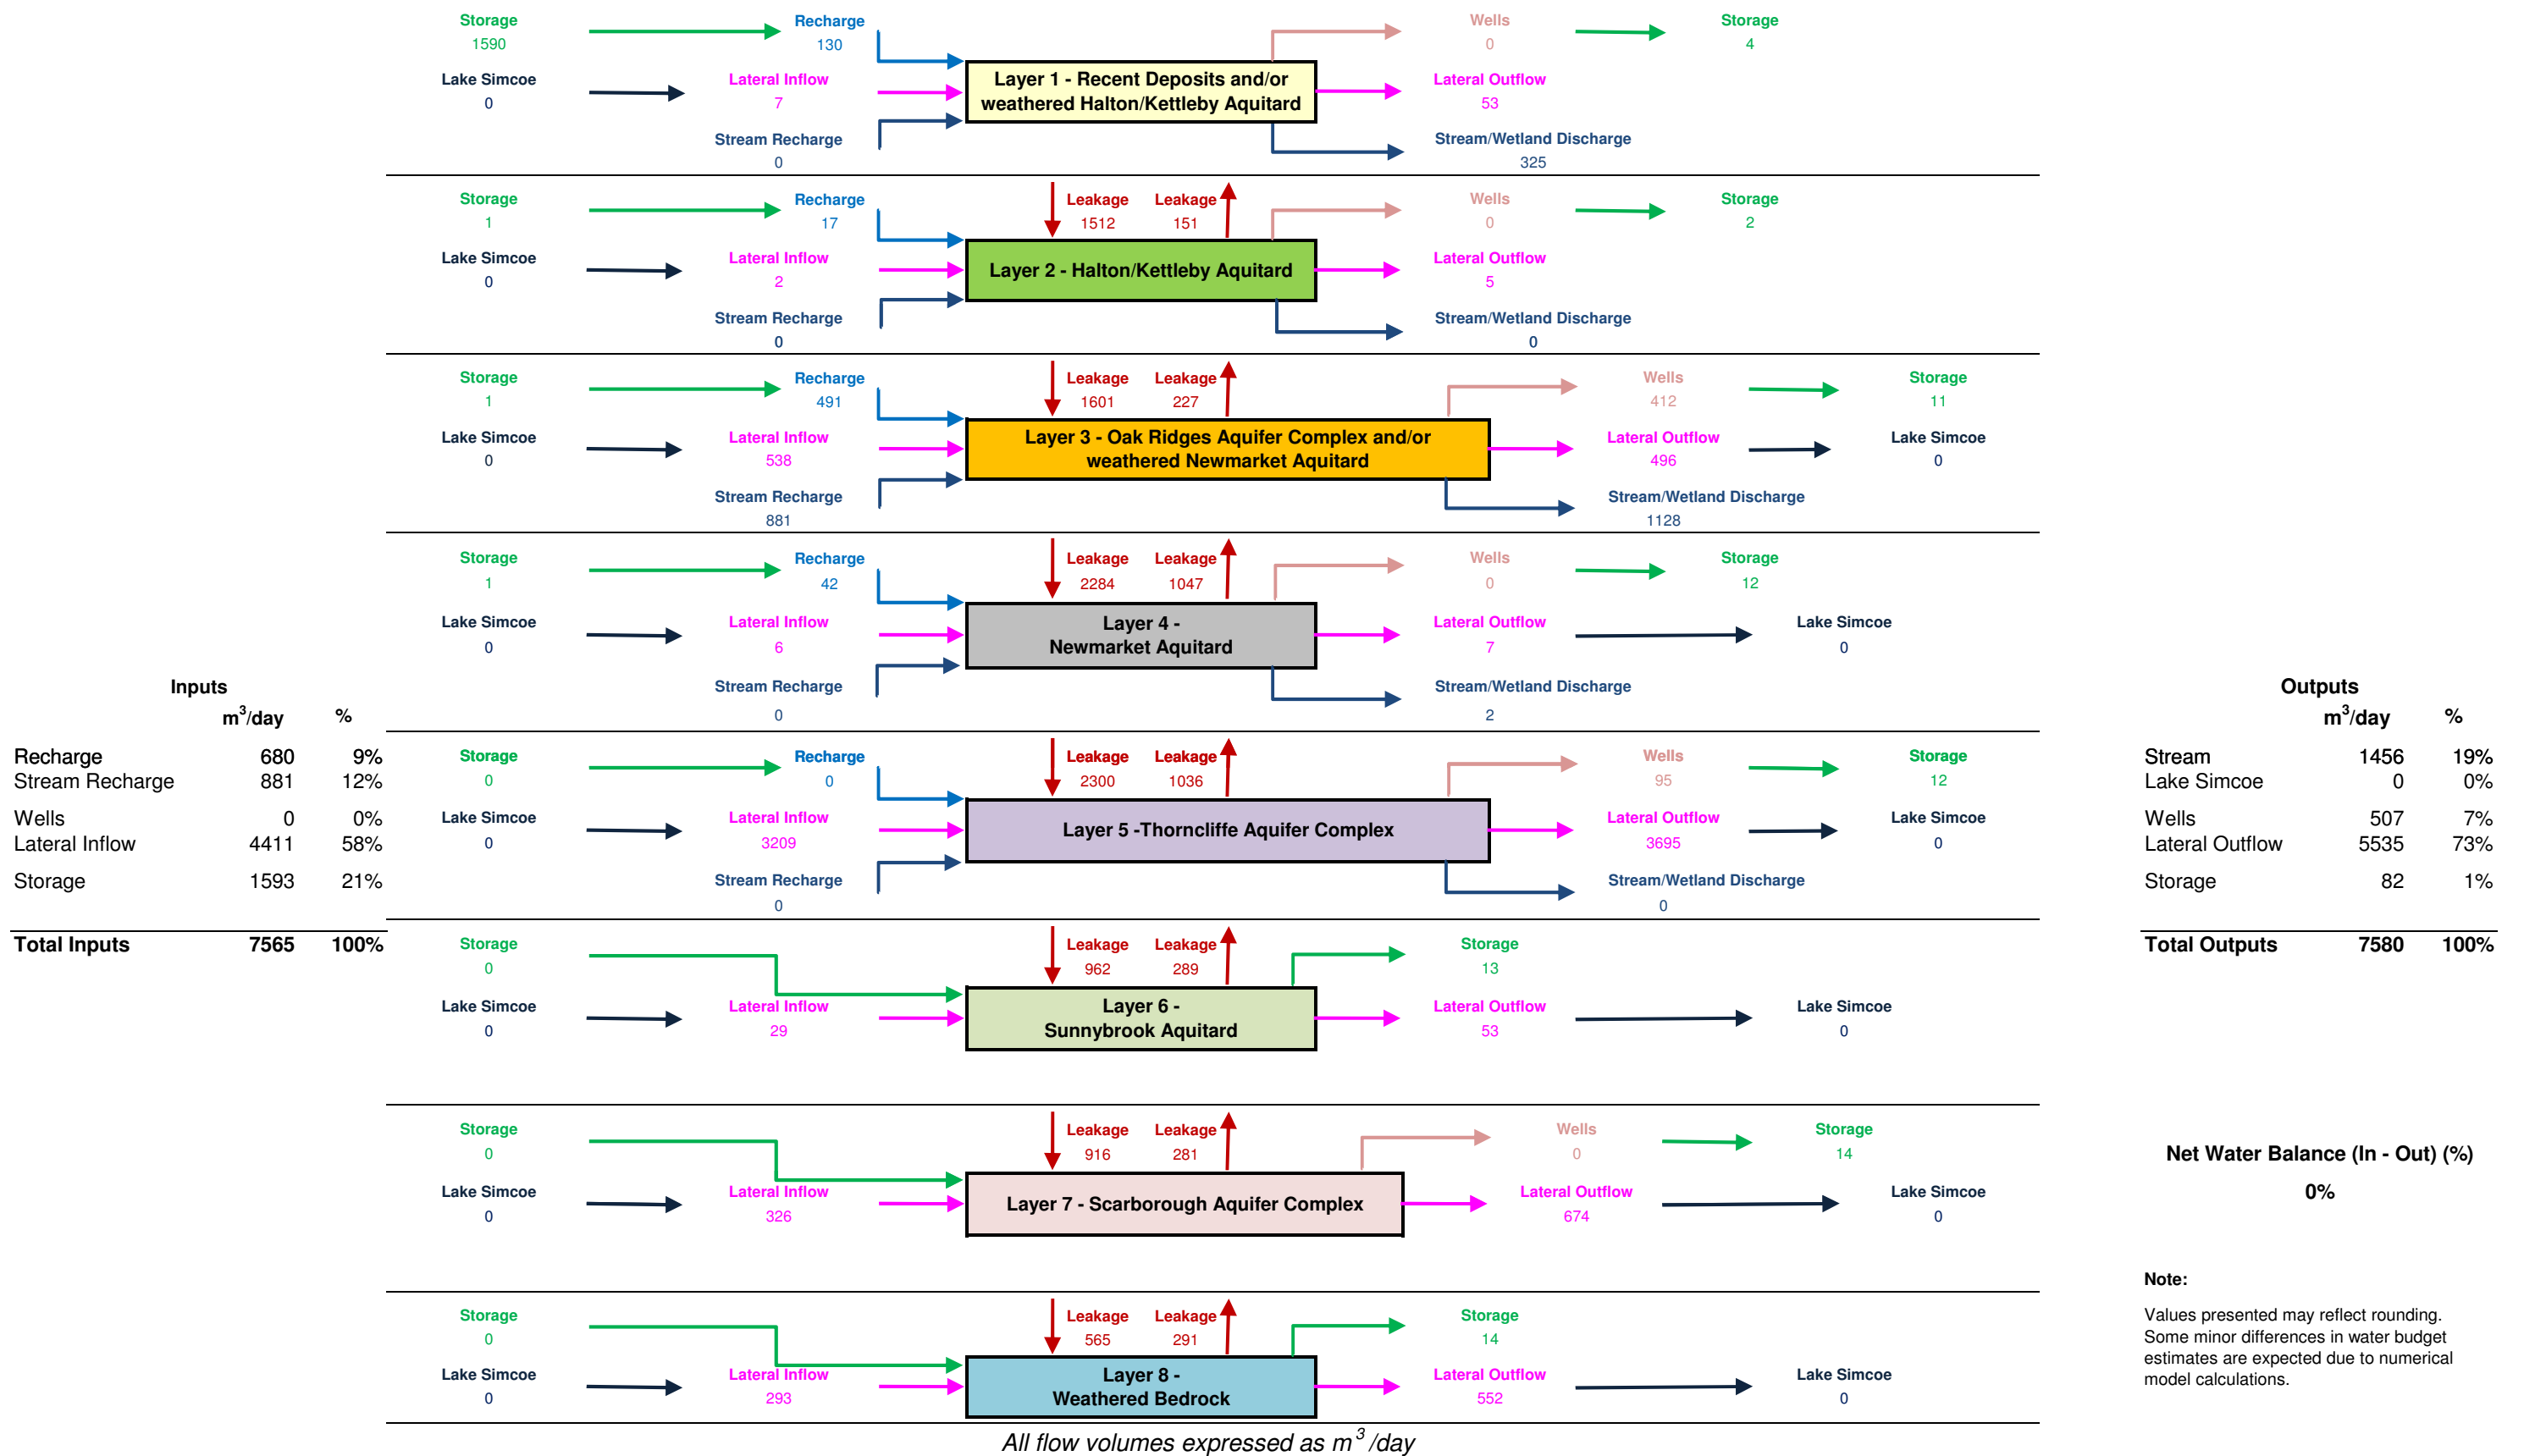 Storage Recharge Wells Storage
1590 130 0 4
Layer 1 - Recent Deposits and/or
weathered Halton/Kettleby Aquitard
Lake Simcoe Lateral Inflow Lateral Outflow
0 7 53
Stream Recharge Stream/Wetland Discharge
0 325
Storage Recharge Leakage Leakage Wells Storage
1 17 1512 151 0 2
Lake Simcoe Lateral Inflow Layer 2 - Halton/Kettleby Aquitard Lateral Outflow
0 2 5
Stream Recharge Stream/Wetland Discharge
0 0
Storage Recharge Leakage Leakage Wells Storage
1 491 1601 227 412 11
Layer 3 - Oak Ridges Aquifer Complex and/or
weathered Newmarket Aquitard
Lake Simcoe Lateral Inflow Lateral Outflow Lake Simcoe
0 538 496 0
Stream Recharge Stream/Wetland Discharge
881 1128
Storage Recharge Leakage Leakage Wells Storage
1 42 2284 1047 0 12
Layer 4 -
Newmarket Aquitard
Lake Simcoe Lateral Inflow Lateral Outflow Lake Simcoe
0 6 7 0
Stream Recharge Stream/Wetland Discharge
0 2
Storage Recharge Leakage Leakage Wells Storage
0 0 2300 1036 95 12
Lake Simcoe Lateral Inflow Layer 5 -Thorncliffe Aquifer Complex Lateral Outflow Lake Simcoe
0 3209 3695 0
Stream Recharge Stream/Wetland Discharge
0 0
Storage Leakage Leakage Storage
0 962 289 13
Layer 6 -
Sunnybrook Aquitard
Lake Simcoe Lateral Inflow Lateral Outflow Lake Simcoe
0 29 53 0
Storage Leakage Leakage Wells Storage
0 916 281 0 14
Lake Simcoe Lateral Inflow Layer 7 - Scarborough Aquifer Complex Lateral Outflow Lake Simcoe
0 326 674 0
Storage Leakage Leakage Storage
0 565 291 14
Layer 8 -
Weathered Bedrock
Lake Simcoe Lateral Inflow Lateral Outflow Lake Simcoe
0 293 552 0
All flow volumes expressed as m³/day
Inputs
m³/day %
Recharge 680 9%
Stream Recharge 881 12%
Wells 0 0%
Lateral Inflow 4411 58%
Storage 1593 21%
Total Inputs 7565 100%
Outputs
m³/day %
Stream 1456 19%
Lake Simcoe 0 0%
Wells 507 7%
Lateral Outflow 5535 73%
Storage 82 1%
Total Outputs 7580 100%
Net Water Balance (In - Out) (%)
0%
Note:
Values presented may reflect rounding.
Some minor differences in water budget
estimates are expected due to numerical
model calculations.